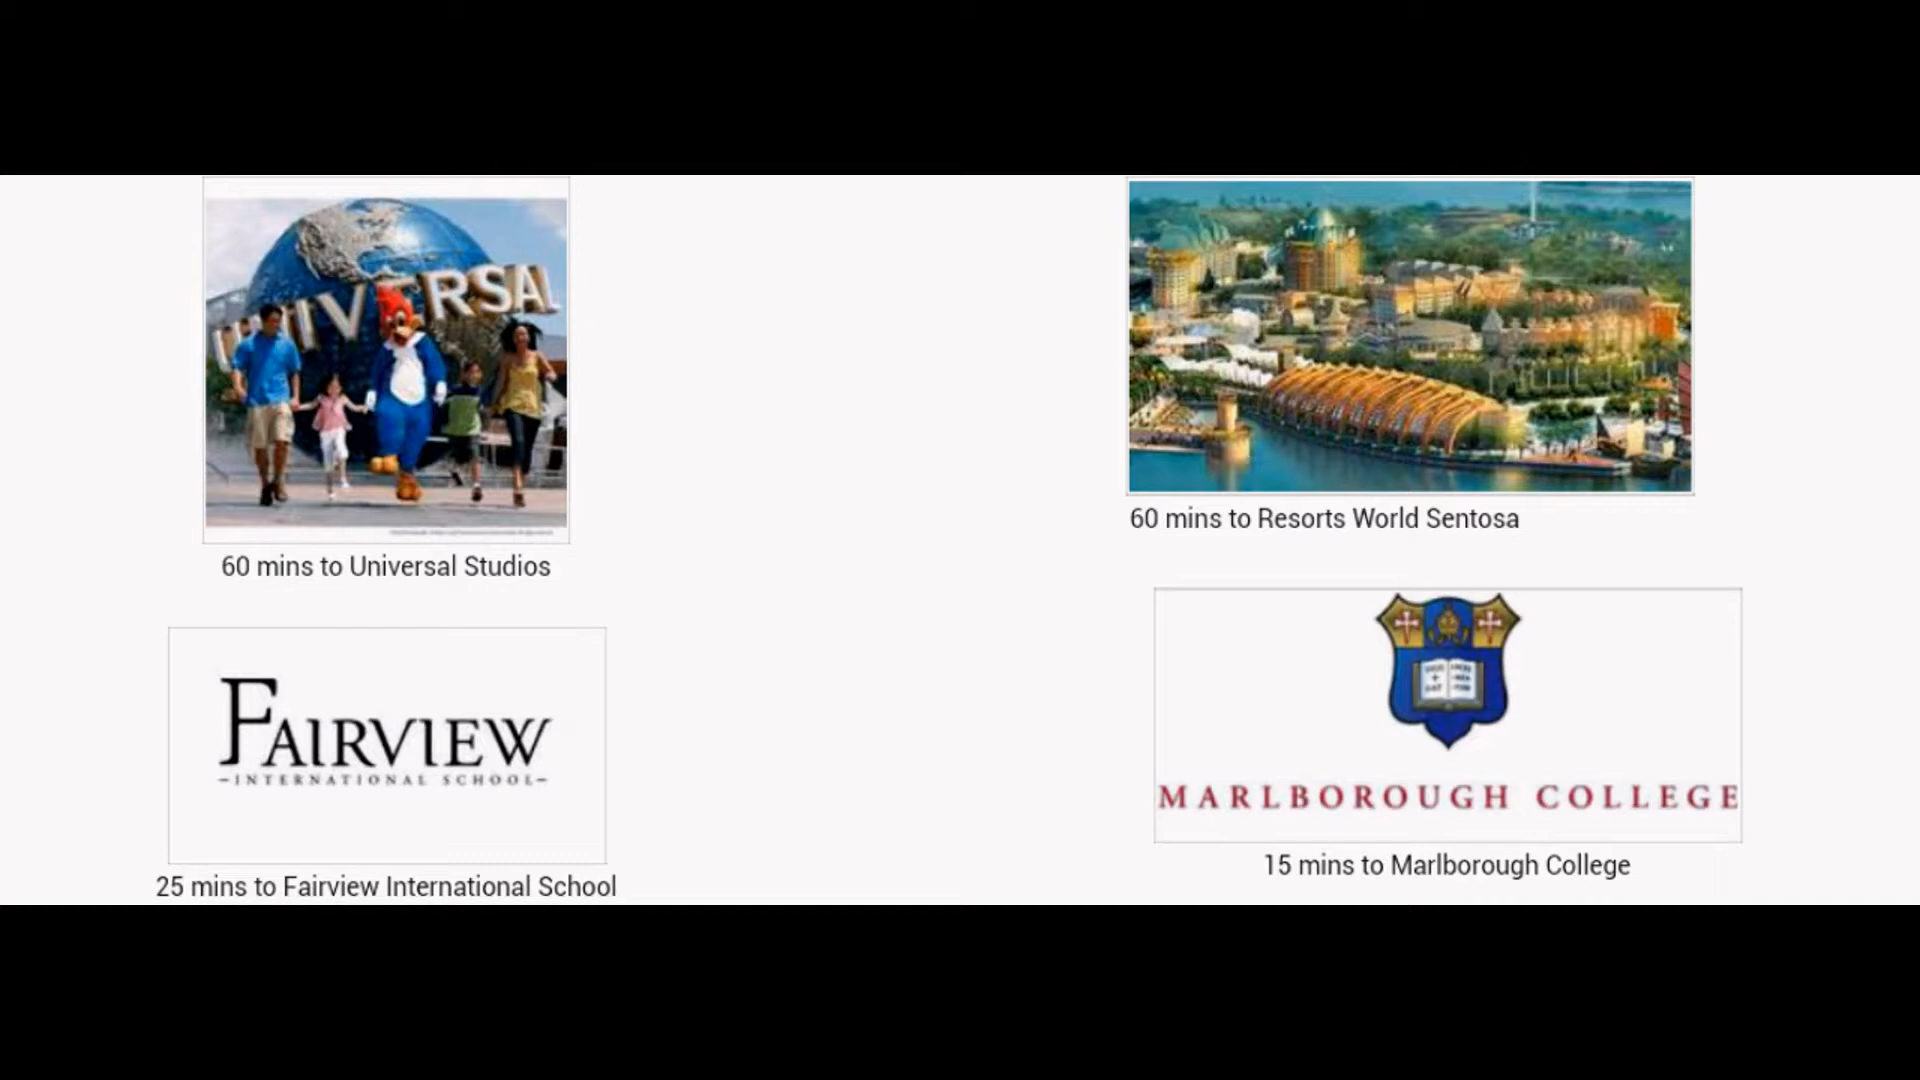 UNIVERSAL
60 mins to Universal Studios
60 mins to Resorts World Sentosa
FAIRVIEW
-INTERNATIONAL SCHOOL-
25 mins to Fairview International School
MARLBOROUGH COLLEGE
15 mins to Marlborough College